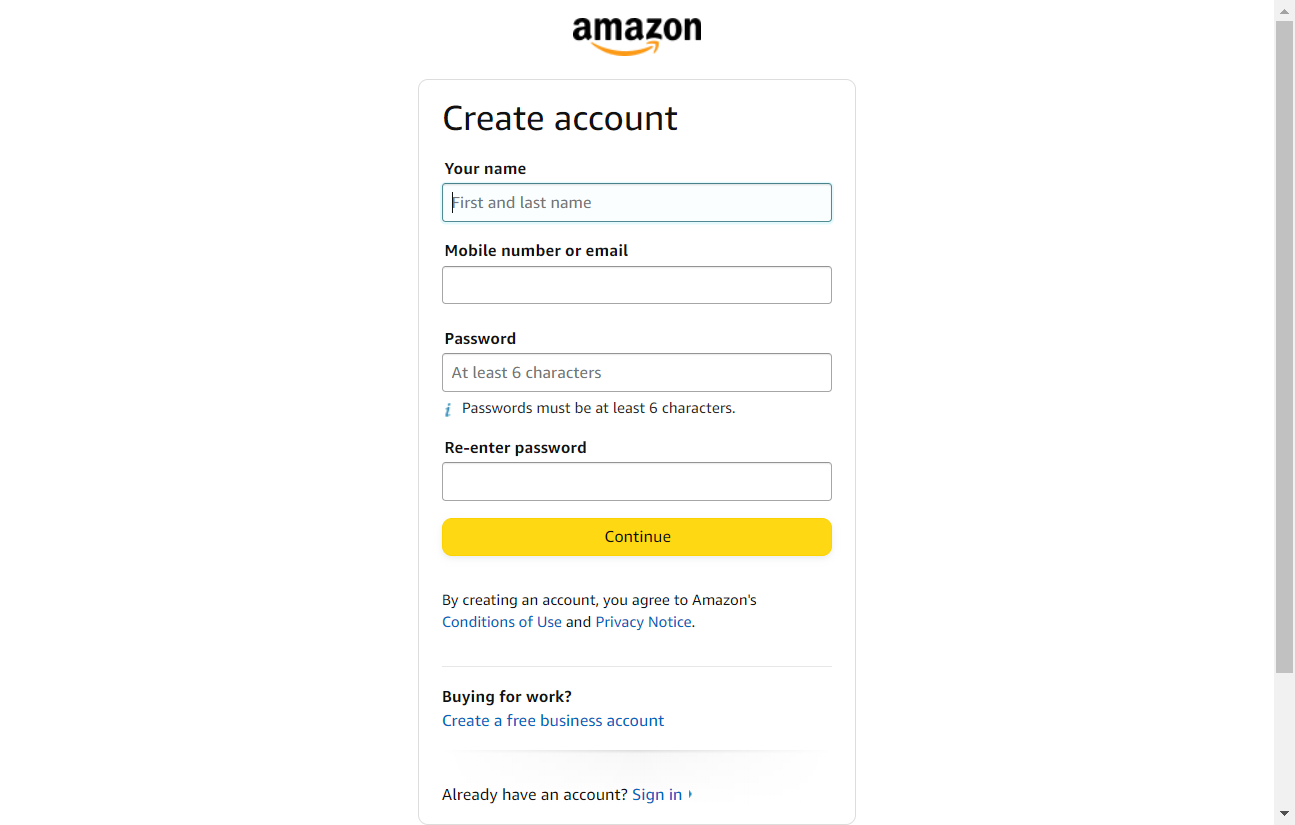 amazon
Create account
Your name
First and last name
Mobile number or email
Password
At least 6 characters
i Passwords must be at least 6 characters.
Re-enter password
Continue
By creating an account, you agree to Amazon's
Conditions of Use and Privacy Notice.
Buying for work?
Create a free business account
Already have an account? Sign in